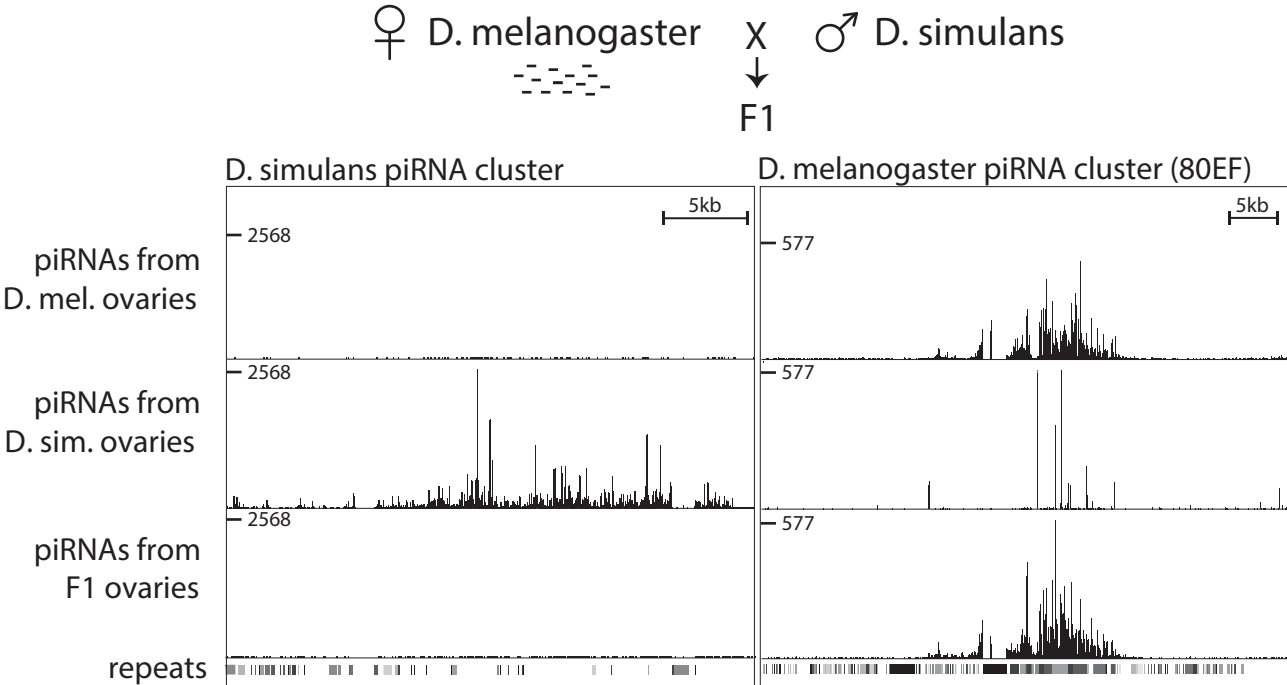 ♀ D. melanogaster X ♂ D. simulans
F1
D. simulans piRNA cluster
D. melanogaster piRNA cluster (80EF)
5kb
5kb
2568
577
piRNAs from
D. mel. ovaries
2568
577
piRNAs from
D. sim. ovaries
2568
577
piRNAs from
F1 ovaries
repeats